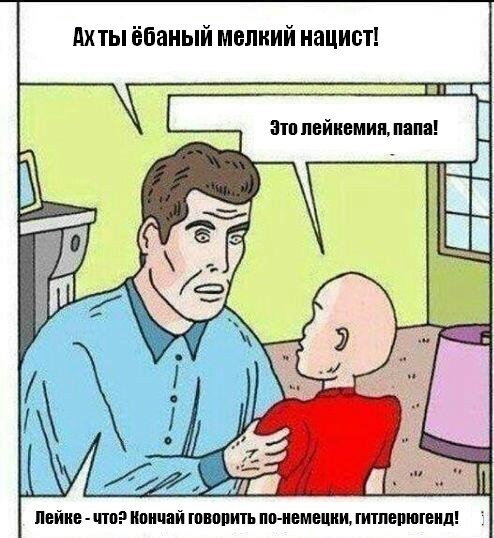 Ах ты ёбаный мелкий нацист!
Это лейкемия, папа!
Лейке - что? Кончай говорить по-немецки, гитлерюгенд!